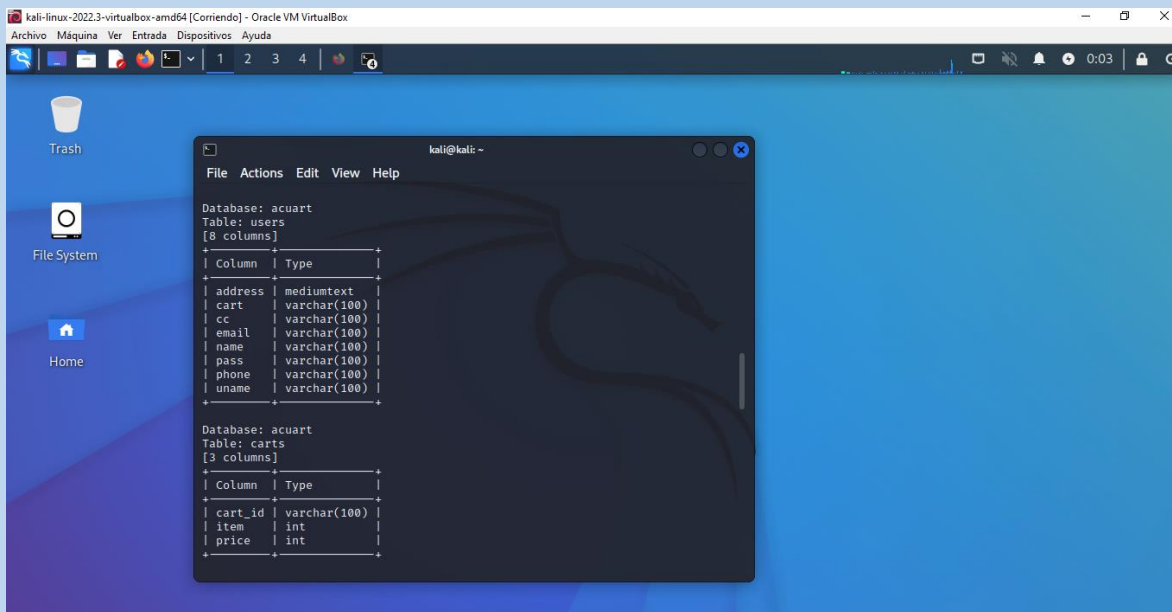 kali-linux-2022.3-virtualbox-amd64 [Corriendo] - Oracle VM VirtualBox
Archivo Máquina Ver Entrada Dispositivos Ayuda
1 2 3 4 0:03
Trash
File System
Home
kali@kali: ~
File Actions Edit View Help
Database: acuart
Table: users
[8 columns]
| Column | Type |
| address | mediumtext |
| cart | varchar(100) |
| cc | varchar(100) |
| email | varchar(100) |
| name | varchar(100) |
| pass | varchar(100) |
| phone | varchar(100) |
| uname | varchar(100) |
Database: acuart
Table: carts
[3 columns]
| Column | Type |
| cart_id | varchar(100) |
| item | int |
| price | int |